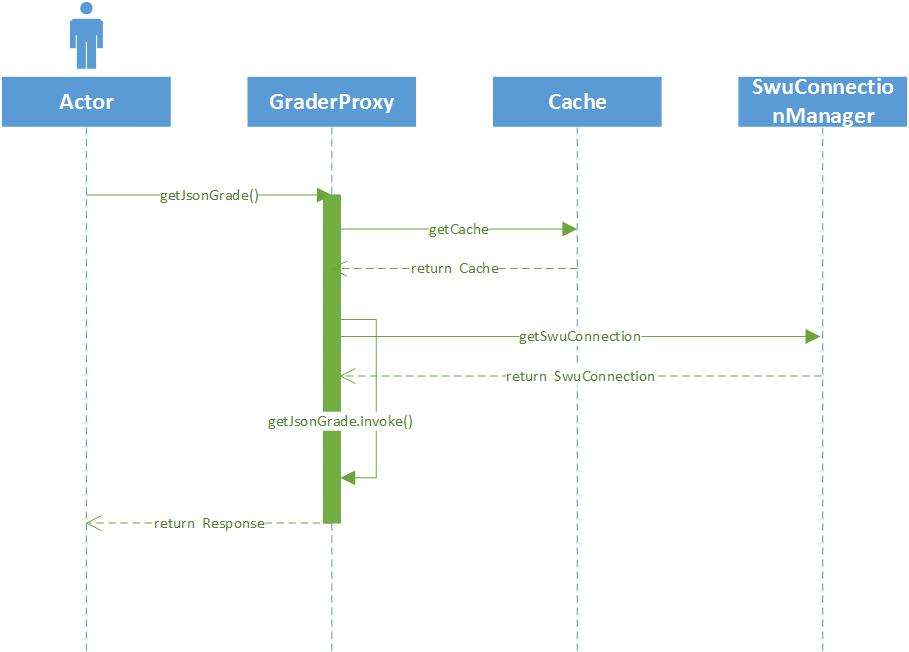 Actor
GraderProxy
Cache
SwuConnectio
nManager
getJsonGrade()
getCache
return Cache
getSwuConnection
return SwuConnection
getJsonGrade.invoke()
return Response